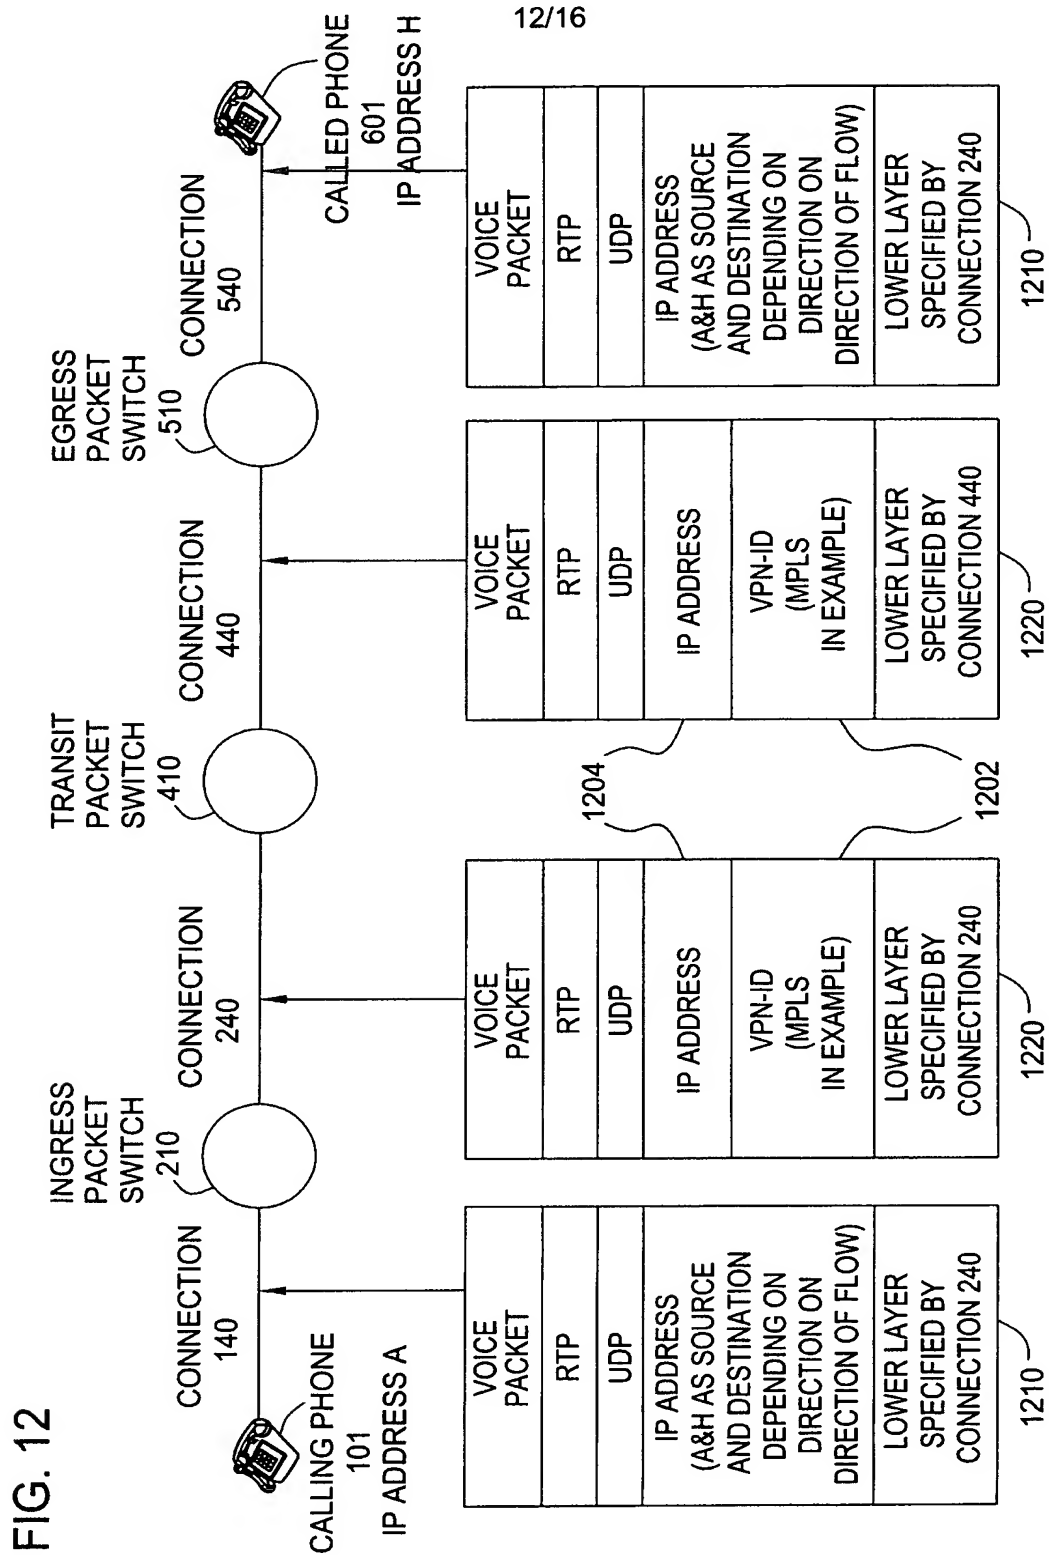 12/16
FIG. 12
CALLING PHONE
101
IP ADDRESS A
CONNECTION
140
INGRESS
PACKET
SWITCH
210
CONNECTION
240
TRANSIT
PACKET
SWITCH
410
CONNECTION
440
EGRESS
PACKET
SWITCH
510
CONNECTION
540
CALLED PHONE
601
IP ADDRESS H
VOICE
PACKET
RTP
UDP
IP ADDRESS
(A&H AS SOURCE
AND DESTINATION
DEPENDING ON
DIRECTION ON
DIRECTION OF FLOW)
LOWER LAYER
SPECIFIED BY
CONNECTION 240
1210
VOICE
PACKET
RTP
UDP
IP ADDRESS
VPN-ID
(MPLS
IN EXAMPLE)
LOWER LAYER
SPECIFIED BY
CONNECTION 240
1220
1204
1202
VOICE
PACKET
RTP
UDP
IP ADDRESS
VPN-ID
(MPLS
IN EXAMPLE)
LOWER LAYER
SPECIFIED BY
CONNECTION 440
1220
VOICE
PACKET
RTP
UDP
IP ADDRESS
(A&H AS SOURCE
AND DESTINATION
DEPENDING ON
DIRECTION ON
DIRECTION OF FLOW)
LOWER LAYER
SPECIFIED BY
CONNECTION 240
1210